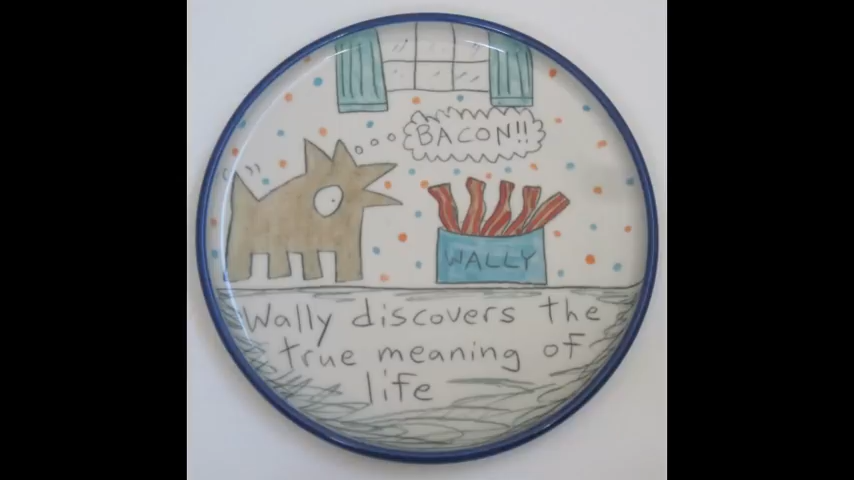 BACON!!
WALLY
Wally discovers the
true meaning of
life